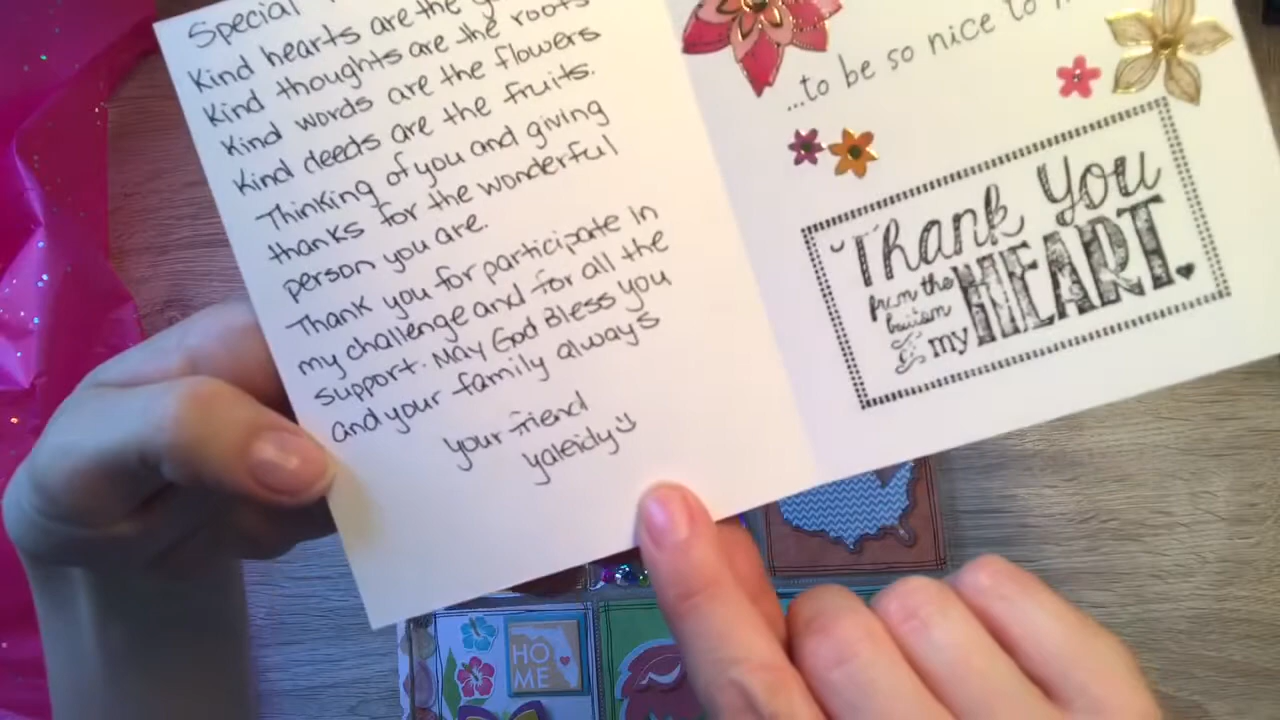 Special
Kind hearts are the
Kind thoughts are the roots
Kind words are the flowers
Kind deeds are the fruits.
Thinking of you and giving
thanks for the wonderful
person you are.
Thank you for participate in
my challenge and for all the
support. May God Bless you
and your family always
your friend
yaleidy
...to be so nice to
Thank You
from the
bottom
of my HEART.
HO
ME